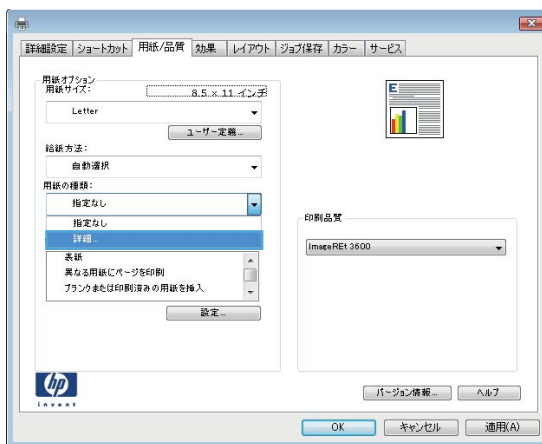 詳細設定 ショートカット 用紙/品質 効果 レイアウト ジョブ保存 カラー サービス
用紙オプション
用紙サイズ: 8.5 × 11 インチ
Letter
ユーザー定義...
給紙方法:
自動選択
用紙の種類:
指定なし
指定なし
詳細...
表紙
異なる用紙にページを印刷
ブランクまたは印刷済みの用紙を挿入
設定...
E
印刷品質
ImageREt 3600
hp
invent
バージョン情報... ヘルプ
OK キャンセル 適用(A)